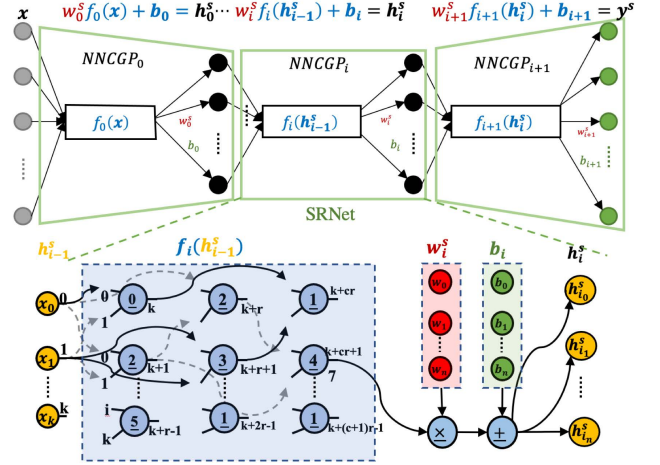 x w₀ˢf₀(x) + b₀ = h₀ˢ ⋯ wᵢˢfᵢ(hᵢ₋₁ˢ) + bᵢ = hᵢˢ wᵢ₊₁ˢfᵢ₊₁(hᵢˢ) + bᵢ₊₁ = yˢ
NNCGP₀ NNCGPᵢ NNCGPᵢ₊₁
f₀(x) fᵢ(hᵢ₋₁ˢ) fᵢ₊₁(hᵢˢ)
w₀ˢ wᵢˢ wᵢ₊₁ˢ
b₀ bᵢ bᵢ₊₁
SRNet
hᵢ₋₁ˢ fᵢ(hᵢ₋₁ˢ) wᵢˢ bᵢ hᵢˢ
x₀ 0 0 1 0 k 2 k+r 1 k+cr w₀ b₀ hᵢ₀ˢ
x₁ 1 0 1 2 k+1 3 k+r+1 4 k+cr+1 7 w₁ b₁ hᵢ₁ˢ
wₙ bₙ
xₖ k i k 5 k+r-1 1 k+2r-1 1 k+(c+1)r-1 × + hᵢₙˢ